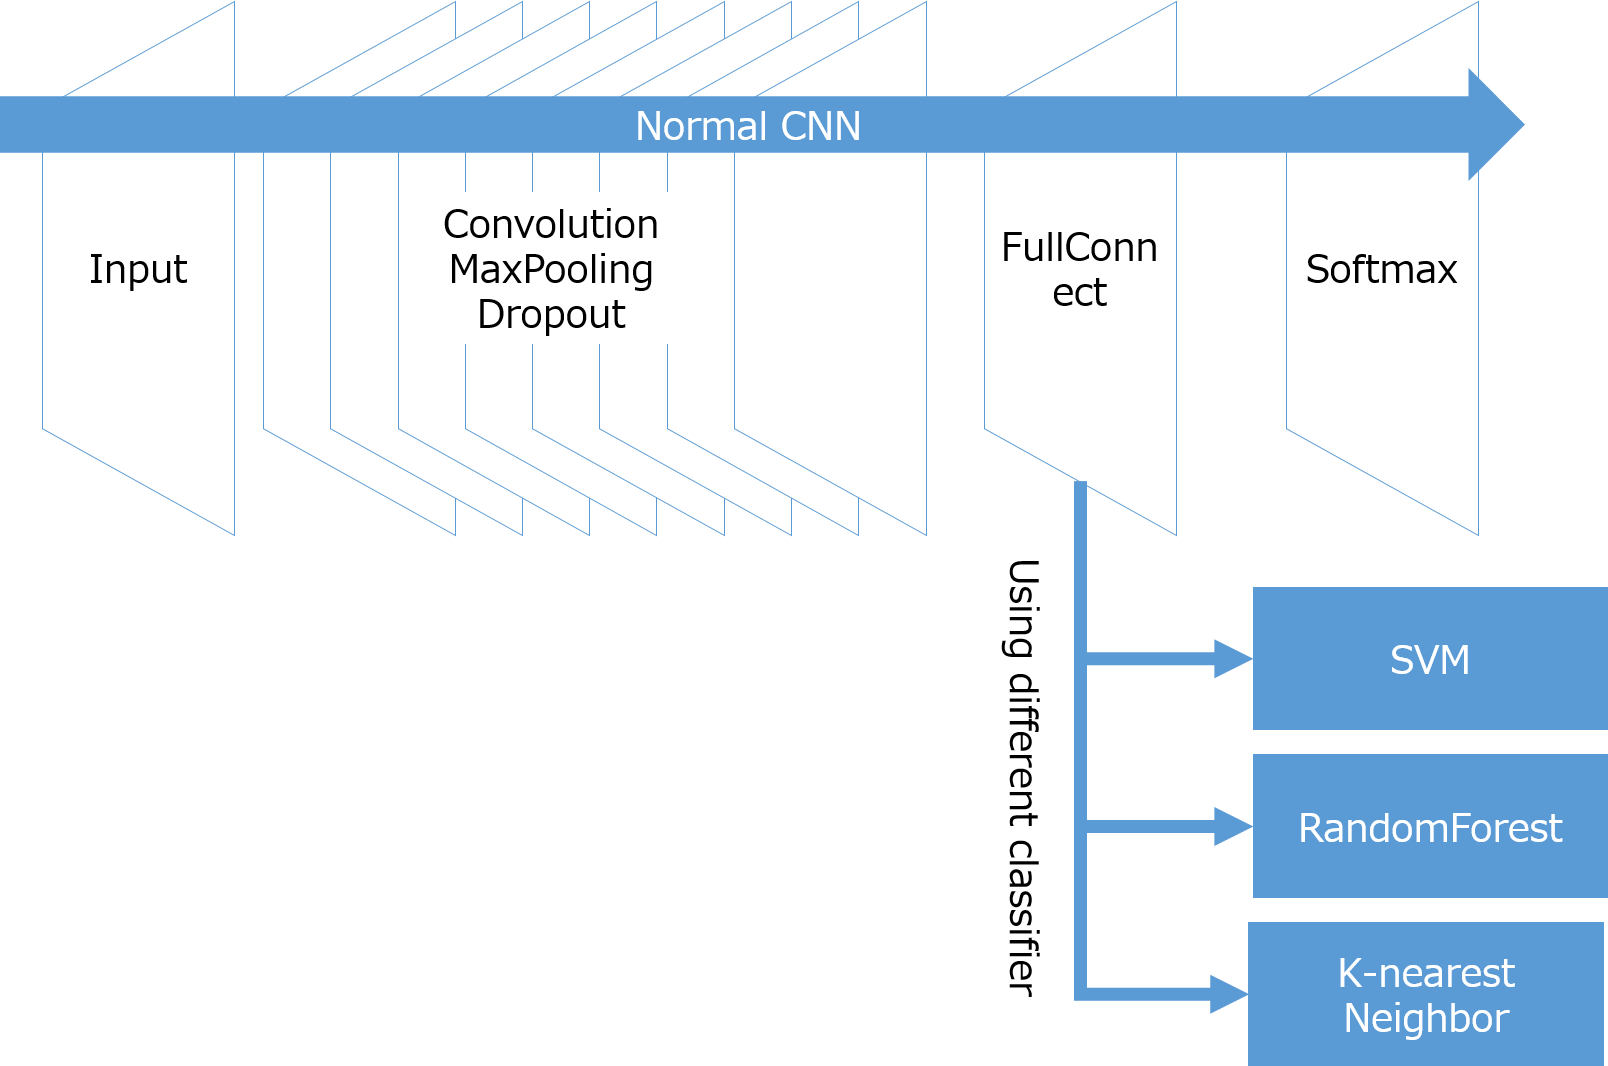 Normal CNN
Input
Convolution
MaxPooling
Dropout
FullConn
ect
Softmax
Using different classifier
SVM
RandomForest
K-nearest
Neighbor